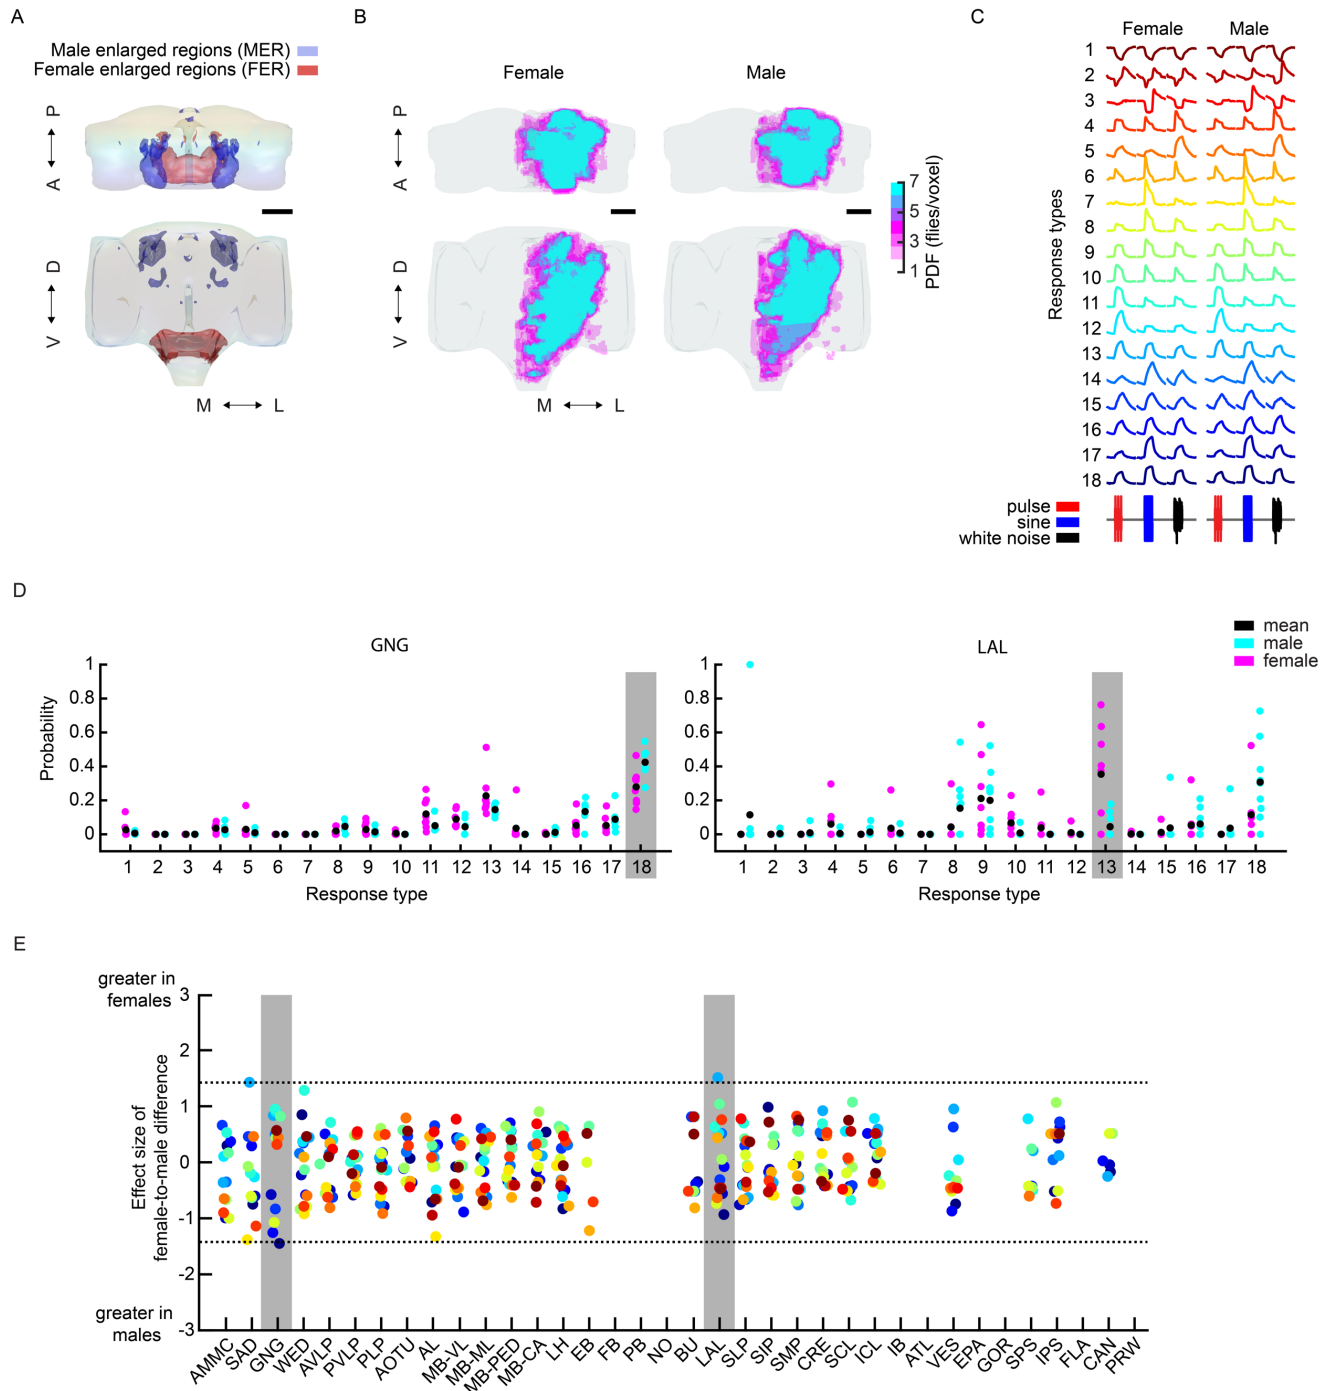 A
Male enlarged regions (MER)
Female enlarged regions (FER)
P
A
D
V
M
L
B
Female
Male
P
A
D
V
M
L
7
5
3
1
PDF (flies/voxel)
C
Female
Male
Response types
1
2
3
4
5
6
7
8
9
10
11
12
13
14
15
16
17
18
pulse
sine
white noise
D
GNG
Probability
1
0.8
0.6
0.4
0.2
0
1 2 3 4 5 6 7 8 9 10 11 12 13 14 15 16 17 18
Response type
LAL
1
0.8
0.6
0.4
0.2
0
1 2 3 4 5 6 7 8 9 10 11 12 13 14 15 16 17 18
Response type
mean
male
female
E
greater in
females
Effect size of
female-to-male difference
3
2
1
0
-1
-2
-3
greater in
males
AMMC SAD GNG WED AVLP PVLP PLP AOTU AL MB-VL MB-ML MB-PED MB-CA LH EB FB PB NO BU LAL SLP SIP SMP CRE SCL ICL IB ATL VES EPA GOR SPS IPS FLA CAN PRW